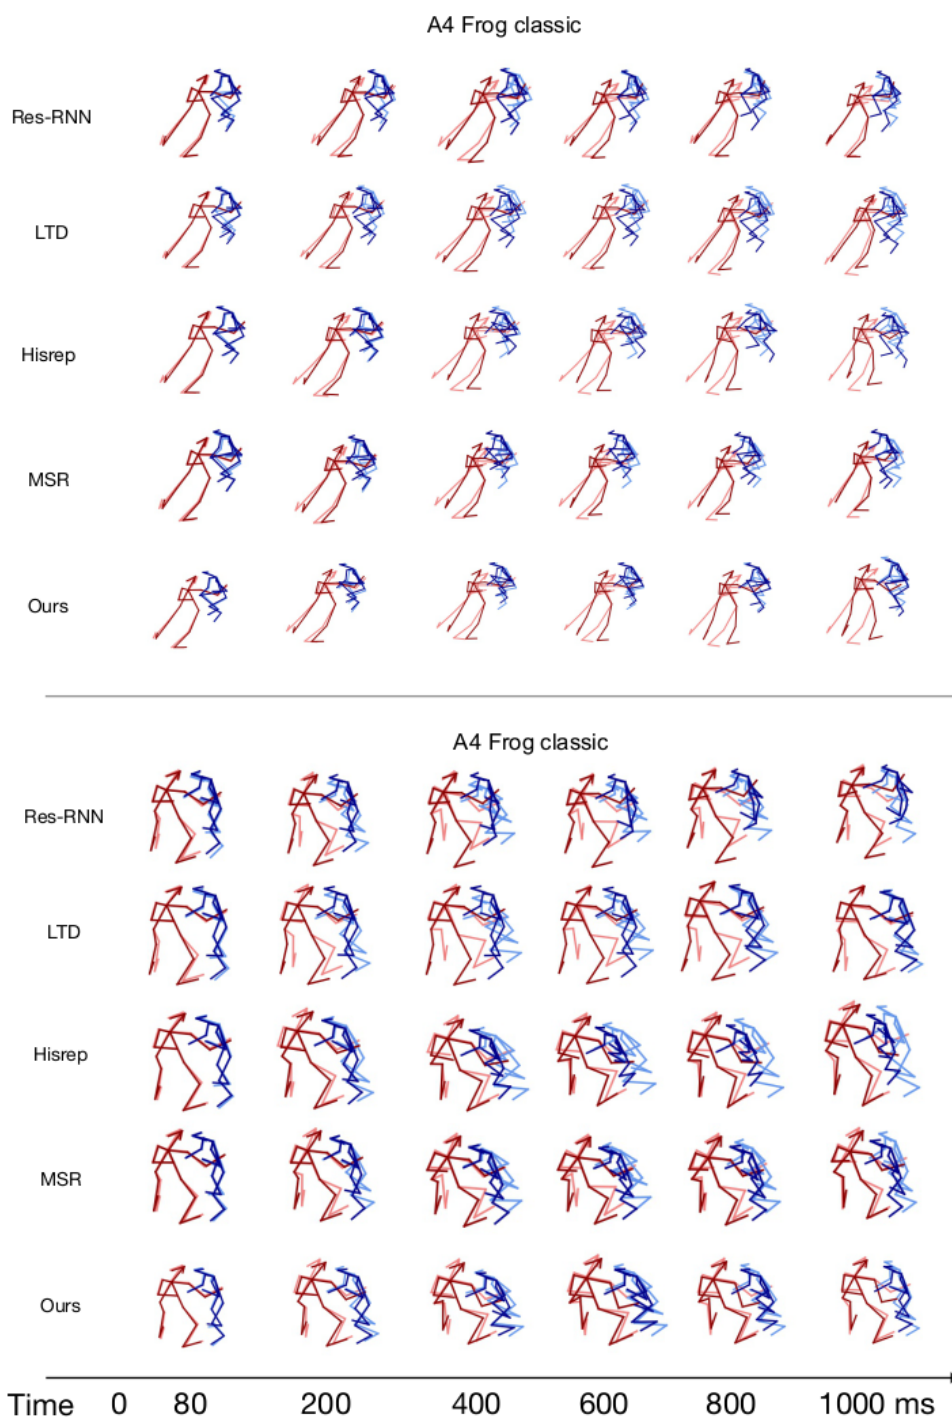 A4 Frog classic
Res-RNN
LTD
Hisrep
MSR
Ours
A4 Frog classic
Res-RNN
LTD
Hisrep
MSR
Ours
Time 0 80 200 400 600 800 1000 ms